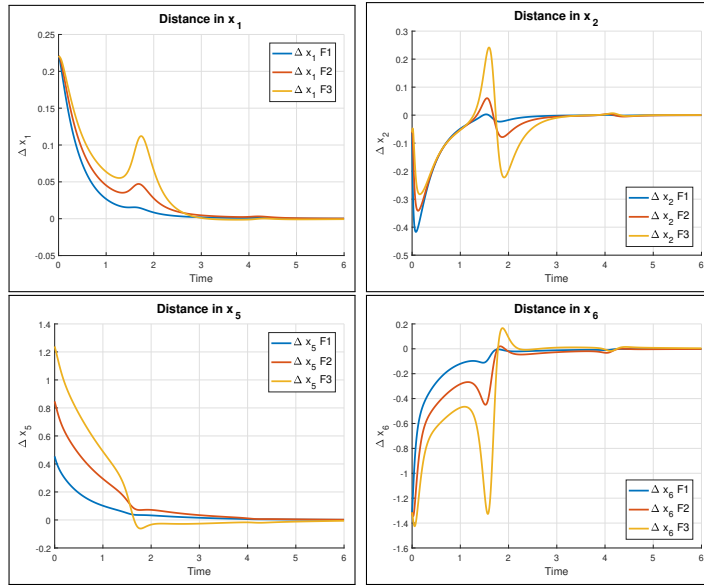 Distance in x1
0.25
0.2
0.15
0.1
0.05
0
-0.05
Δ x1
0 1 2 3 4 5 6
Time
Δ x1 F1
Δ x1 F2
Δ x1 F3
Distance in x2
0.3
0.2
0.1
0
-0.1
-0.2
-0.3
-0.4
-0.5
Δ x2
0 1 2 3 4 5 6
Time
Δ x2 F1
Δ x2 F2
Δ x2 F3
Distance in x5
1.4
1.2
1
0.8
0.6
0.4
0.2
0
-0.2
Δ x5
0 1 2 3 4 5 6
Time
Δ x5 F1
Δ x5 F2
Δ x5 F3
Distance in x6
0.2
0
-0.2
-0.4
-0.6
-0.8
-1
-1.2
-1.4
-1.6
Δ x6
0 1 2 3 4 5 6
Time
Δ x6 F1
Δ x6 F2
Δ x6 F3